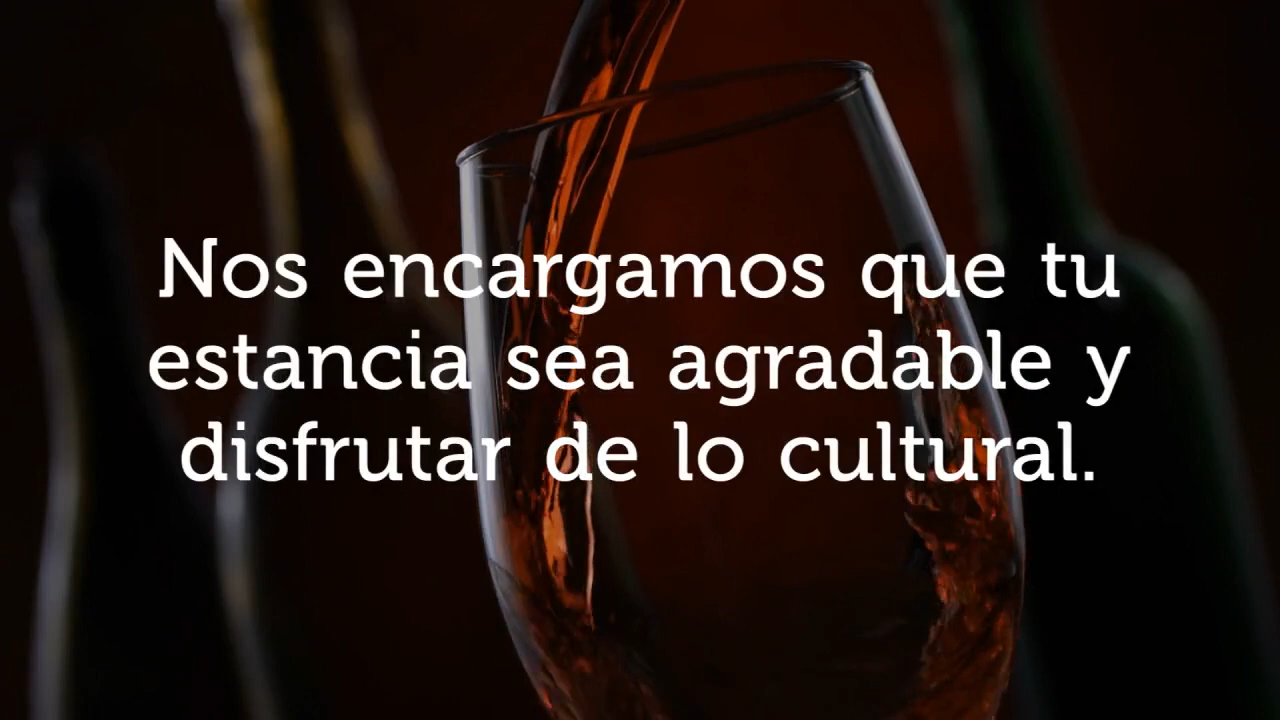 Nos encargamos que tu
estancia sea agradable y
disfrutar de lo cultural.